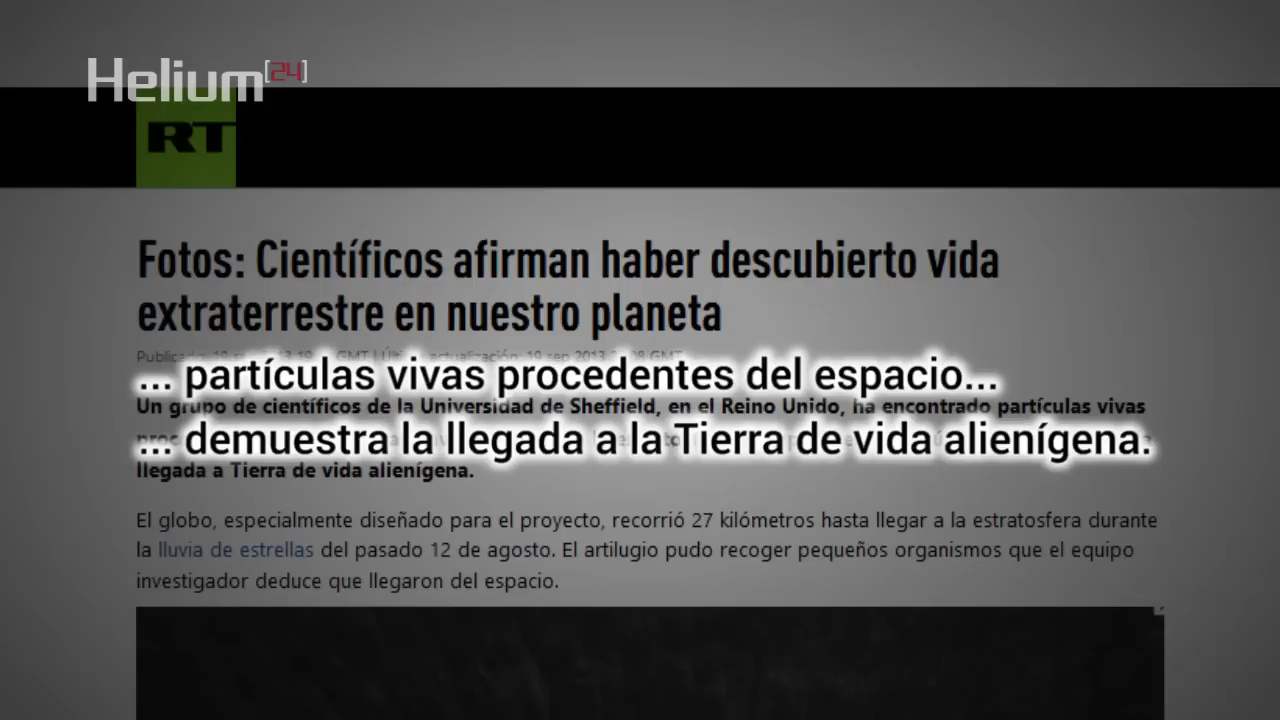 Helium[24]
RT
Fotos: Científicos afirman haber descubierto vida
extraterrestre en nuestro planeta
... partículas vivas procedentes del espacio...
Un grupo de científicos de la Universidad de Sheffield, en el Reino Unido, ha encontrado partículas vivas
... demuestra la llegada a la Tierra de vida alienígena.
llegada a Tierra de vida alienígena.
El globo, especialmente diseñado para el proyecto, recorrió 27 kilómetros hasta llegar a la estratosfera durante
la lluvia de estrellas del pasado 12 de agosto. El artilugio pudo recoger pequeños organismos que el equipo
investigador deduce que llegaron del espacio.